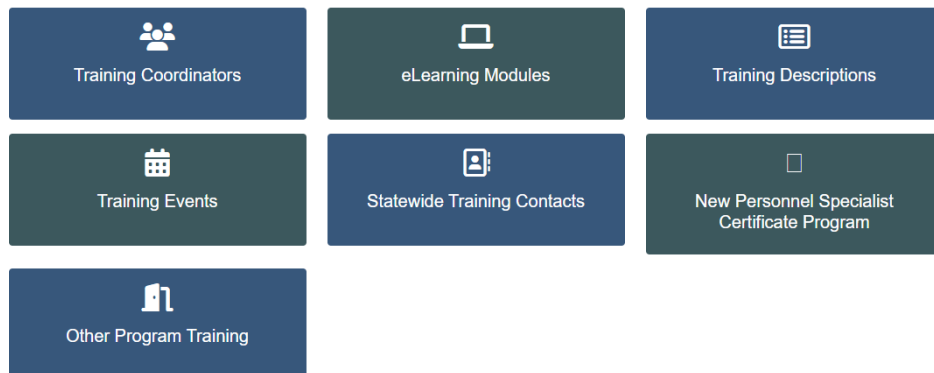 Training Coordinators
eLearning Modules
Training Descriptions
Training Events
Statewide Training Contacts
New Personnel Specialist
Certificate Program
Other Program Training